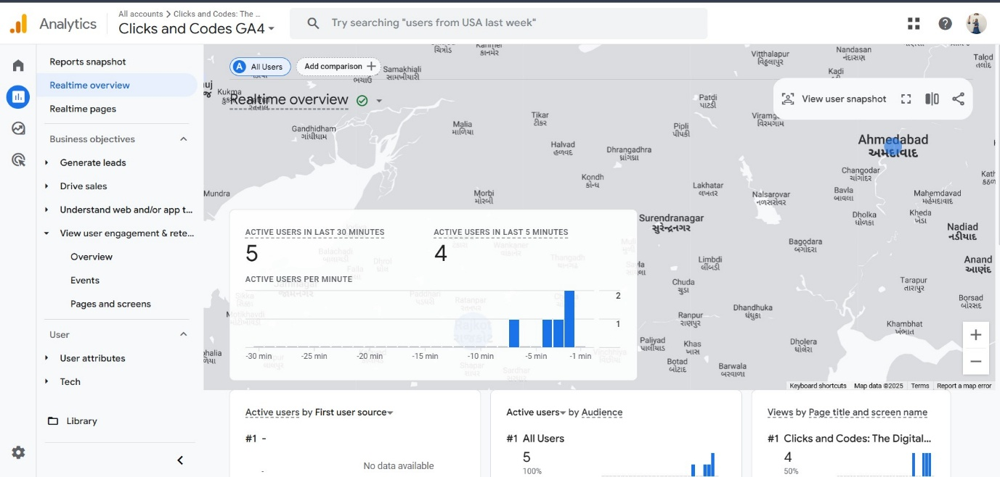 Analytics
All accounts > Clicks and Codes: The ...
Clicks and Codes GA4
Try searching "users from USA last week"
Reports snapshot
Realtime overview
Realtime pages
Business objectives
Generate leads
Drive sales
Understand web and/or app t...
View user engagement & rete...
Overview
Events
Pages and screens
User
User attributes
Tech
Library
A All Users
Add comparison +
Realtime overview
View user snapshot
ચિત્રોડ
કાનમેર
Samakhiali
સામખીયારી
Vitthalapur
વિઠ્ઠલાપુર
Nandasan
નંદાસણ
Kadi
Talod
તલોદ
Kukma
Gandhidham
ગાંધીધામ
Malia
માળિયા
Tikar
ટીકર
Halvad
હળવદ
Dhrangadhra
ધ્રાંગધ્રા
Pipli
પીપલી
Patdi
પાટડી
વિરમગામ
Ahmedabad
અમદાવાદ
Kondh
કોન્ધ
Mundra
Morbi
મોરબી
Lakhatar
લખતર
Nalsarovar
નળસરોવર
Changodar
ચાંગોદર
Bavla
બાવલા
Mahemdavad
મહેમદાવાદ
Dholka
ધોળકા
Kheda
ખેડા
Nadiad
નડીયાદ
Surendranagar
સુરેન્દ્રનગર
Bagodara
બગોદરા
Anand
આણંદ
Limbdi
લીંબડી
Chuda
ચુડા
Tarapur
તારાપુર
Borsad
બોરસદ
Dhandhuka
ધંધુકા
Ranpur
રાણપુર
Khambhat
ખંભાત
Paliyad
પાળીયાદ
Khas
ખાસ
Dholera
ધોલેરા
Botad
બોટાદ
Barwala
બરવાળા
ACTIVE USERS IN LAST 30 MINUTES
5
ACTIVE USERS IN LAST 5 MINUTES
4
ACTIVE USERS PER MINUTE
Rajkot
રાજકોટ
2
1
-30 min -25 min -20 min -15 min -10 min -5 min -1 min
Keyboard shortcuts Map data ©2025 Terms Report a map error
Active users by First user source
#1 -
-
No data available
Active users by Audience
#1 All Users
5
100%
Views by Page title and screen name
#1 Clicks and Codes: The Digital...
4
50%